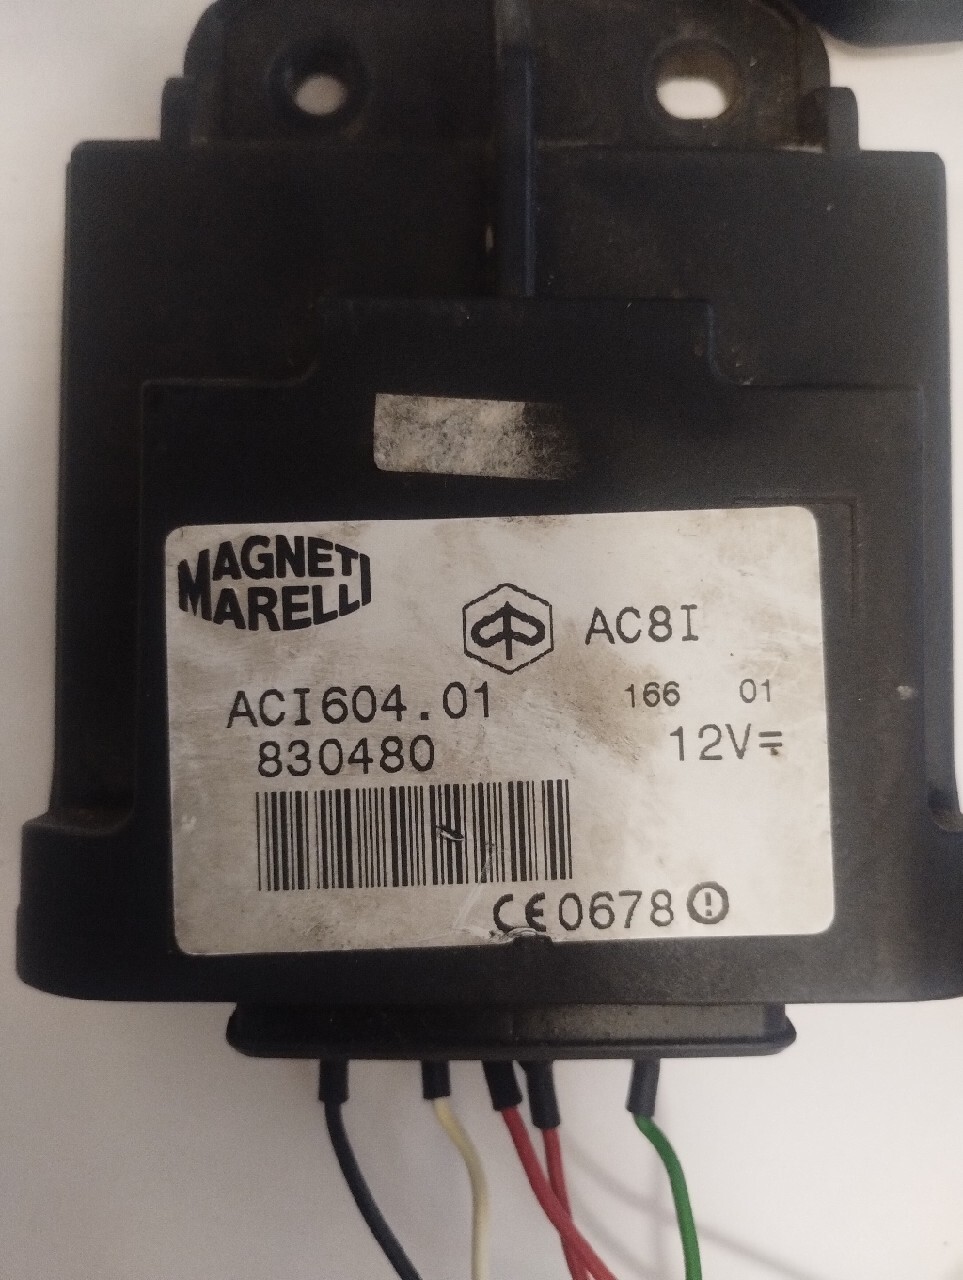 MAGNETI
MARELLI
AC8I
ACI604.01
166 01
830480
12V
CE0678